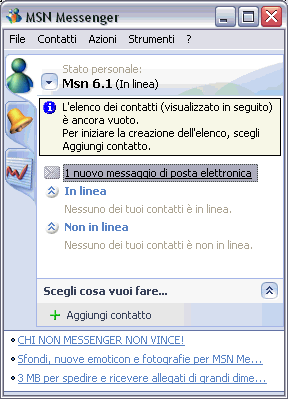 MSN Messenger
File Contatti Azioni Strumenti ?
Stato personale:
Msn 6.1 (In linea)
L'elenco dei contatti (visualizzato in seguito)
è ancora vuoto.
Per iniziare la creazione dell'elenco, scegli
Aggiungi contatto.
1 nuovo messaggio di posta elettronica
In linea
Nessuno dei tuoi contatti è in linea.
Non in linea
Nessuno dei tuoi contatti è non in linea.
Scegli cosa vuoi fare...
Aggiungi contatto
CHI NON MESSENGER NON VINCE!
Sfondi, nuove emoticon e fotografie per MSN Me...
3 MB per spedire e ricevere allegati di grandi dime...